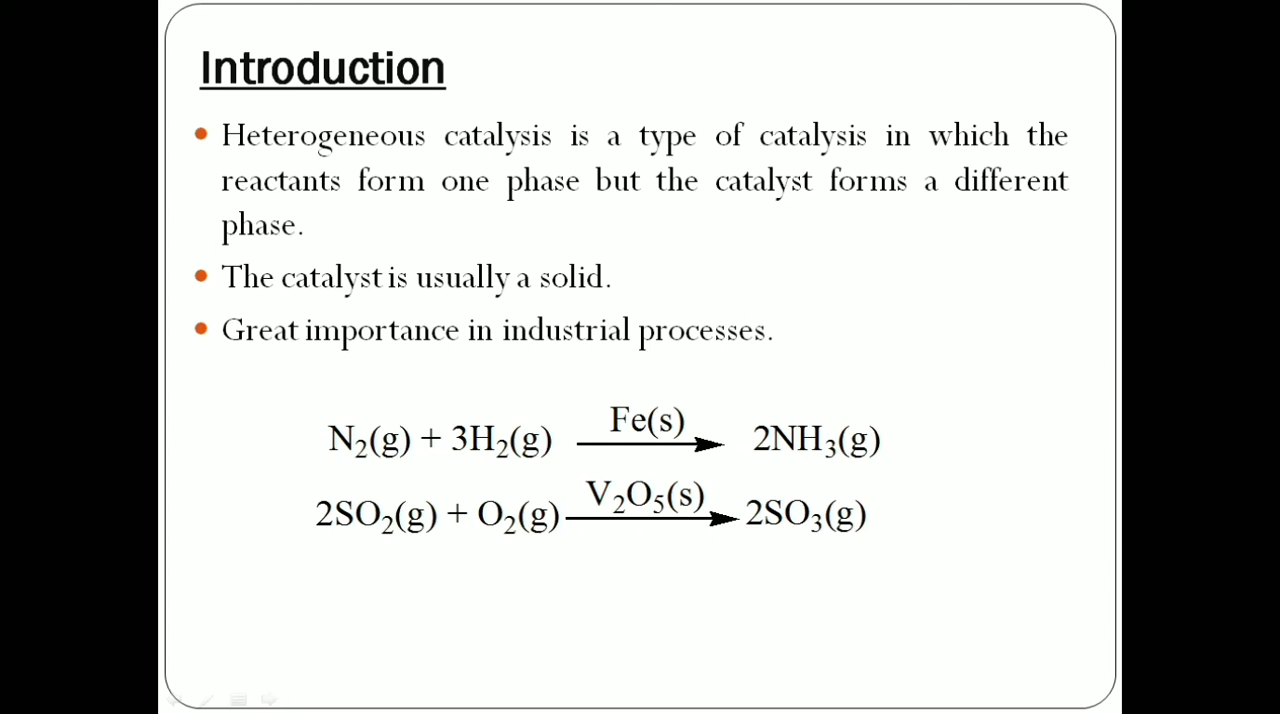 Introduction
• Heterogeneous catalysis is a type of catalysis in which the
reactants form one phase but the catalyst forms a different
phase.
• The catalyst is usually a solid.
• Great importance in industrial processes.
Fe(s)
N₂(g) + 3H₂(g) ⟶ 2NH₃(g)
V₂O₅(s)
2SO₂(g) + O₂(g) ⟶ 2SO₃(g)